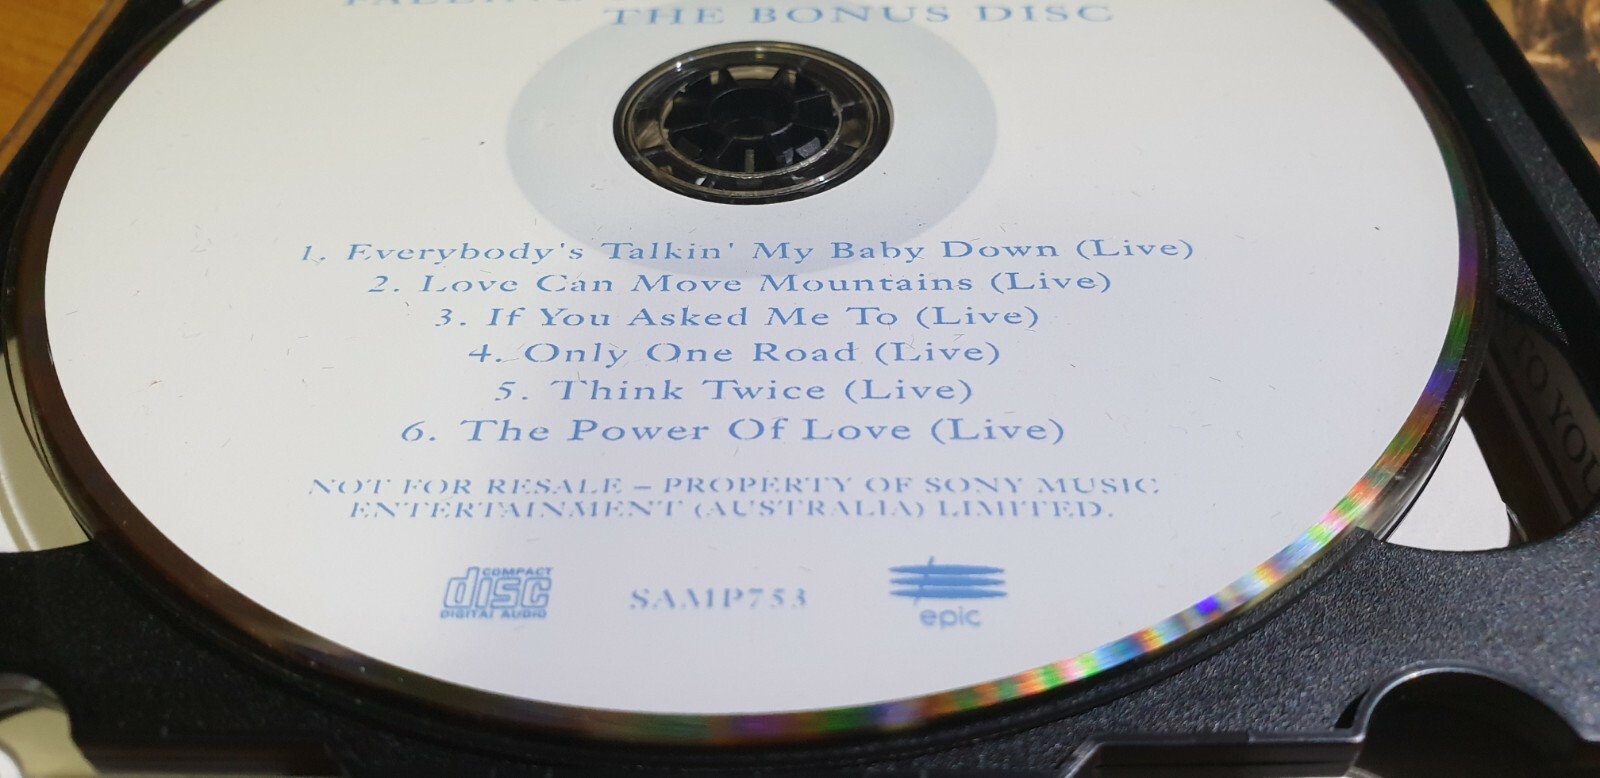 THE BONUS DISC
1. Everybody's Talkin' My Baby Down (Live)
2. Love Can Move Mountains (Live)
3. If You Asked Me To (Live)
4. Only One Road (Live)
5. Think Twice (Live)
6. The Power Of Love (Live)
NOT FOR RESALE – PROPERTY OF SONY MUSIC
ENTERTAINMENT (AUSTRALIA) LIMITED.
COMPACT
disc
DIGITAL AUDIO
SAMP753
epic
TO YOU